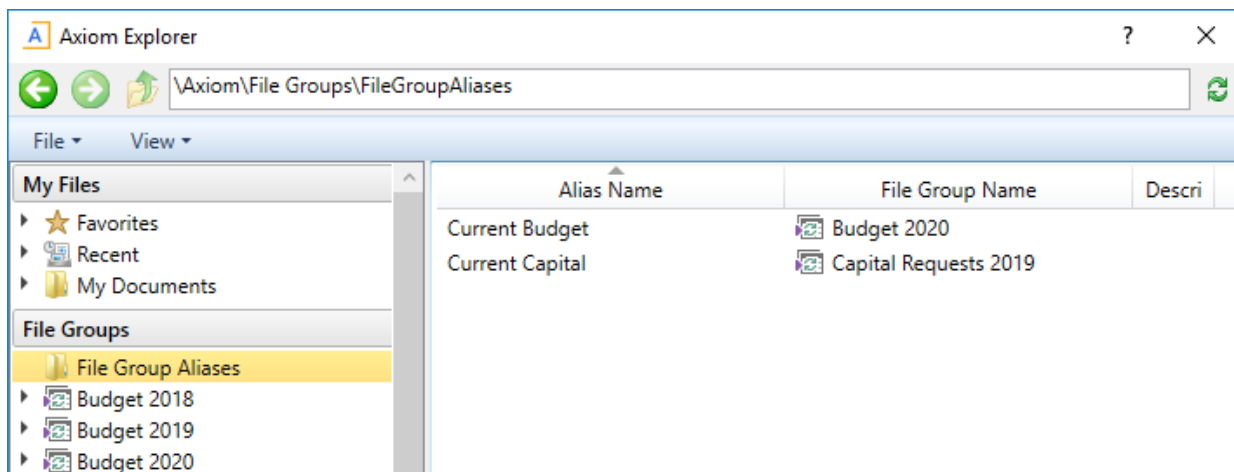 A Axiom Explorer ?
\Axiom\File Groups\FileGroupAliases
File View
My Files
Favorites
Recent
My Documents
File Groups
File Group Aliases
Budget 2018
Budget 2019
Budget 2020
Alias Name File Group Name Descri
Current Budget Budget 2020
Current Capital Capital Requests 2019